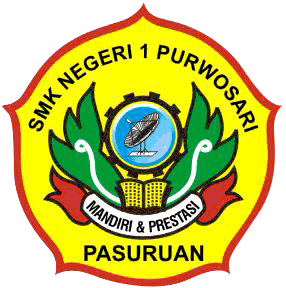 SMK NEGERI 1 PURWOSARI
MANDIRI & PRESTASI
PASURUAN